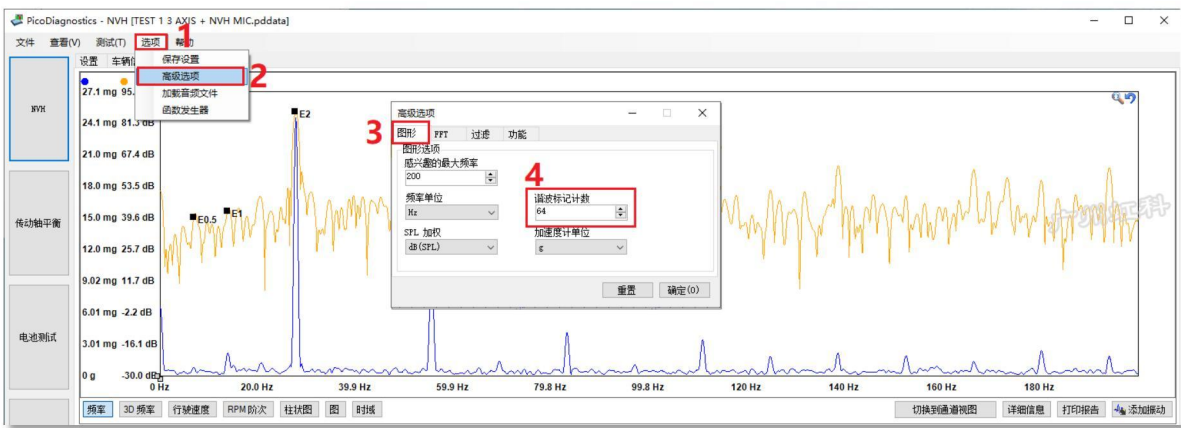 PicoDiagnostics - NVH [TEST 1 3 AXIS + NVH MIC.pddata]
1
文件 查看(V) 测试(T) 选项 帮助
设置 车辆
保存设置
高级选项
2
加载音频文件
函数发生器
NVH
传动轴平衡
电池测试
27.1 mg 95.
24.1 mg 81.3 dB
21.0 mg 67.4 dB
18.0 mg 53.5 dB
15.0 mg 39.6 dB
12.0 mg 25.7 dB
9.02 mg 11.7 dB
6.01 mg -2.2 dB
3.01 mg -16.1 dB
0 g -30.0 dB
E0.5
E1
E2
高级选项
3
图形 FFT 过滤 功能
图形选项
感兴趣的最大频率
200
4
频率单位
Hz
谐波标记计数
64
SPL 加权
dB(SPL)
加速度计单位
g
重置 确定(O)
广州虹科
0 Hz 20.0 Hz 39.9 Hz 59.9 Hz 79.8 Hz 99.8 Hz 120 Hz 140 Hz 160 Hz 180 Hz
频率 3D 频率 行驶速度 RPM 阶次 柱状图 图 时域 切换到通道视图 详细信息 打印报告 添加振动